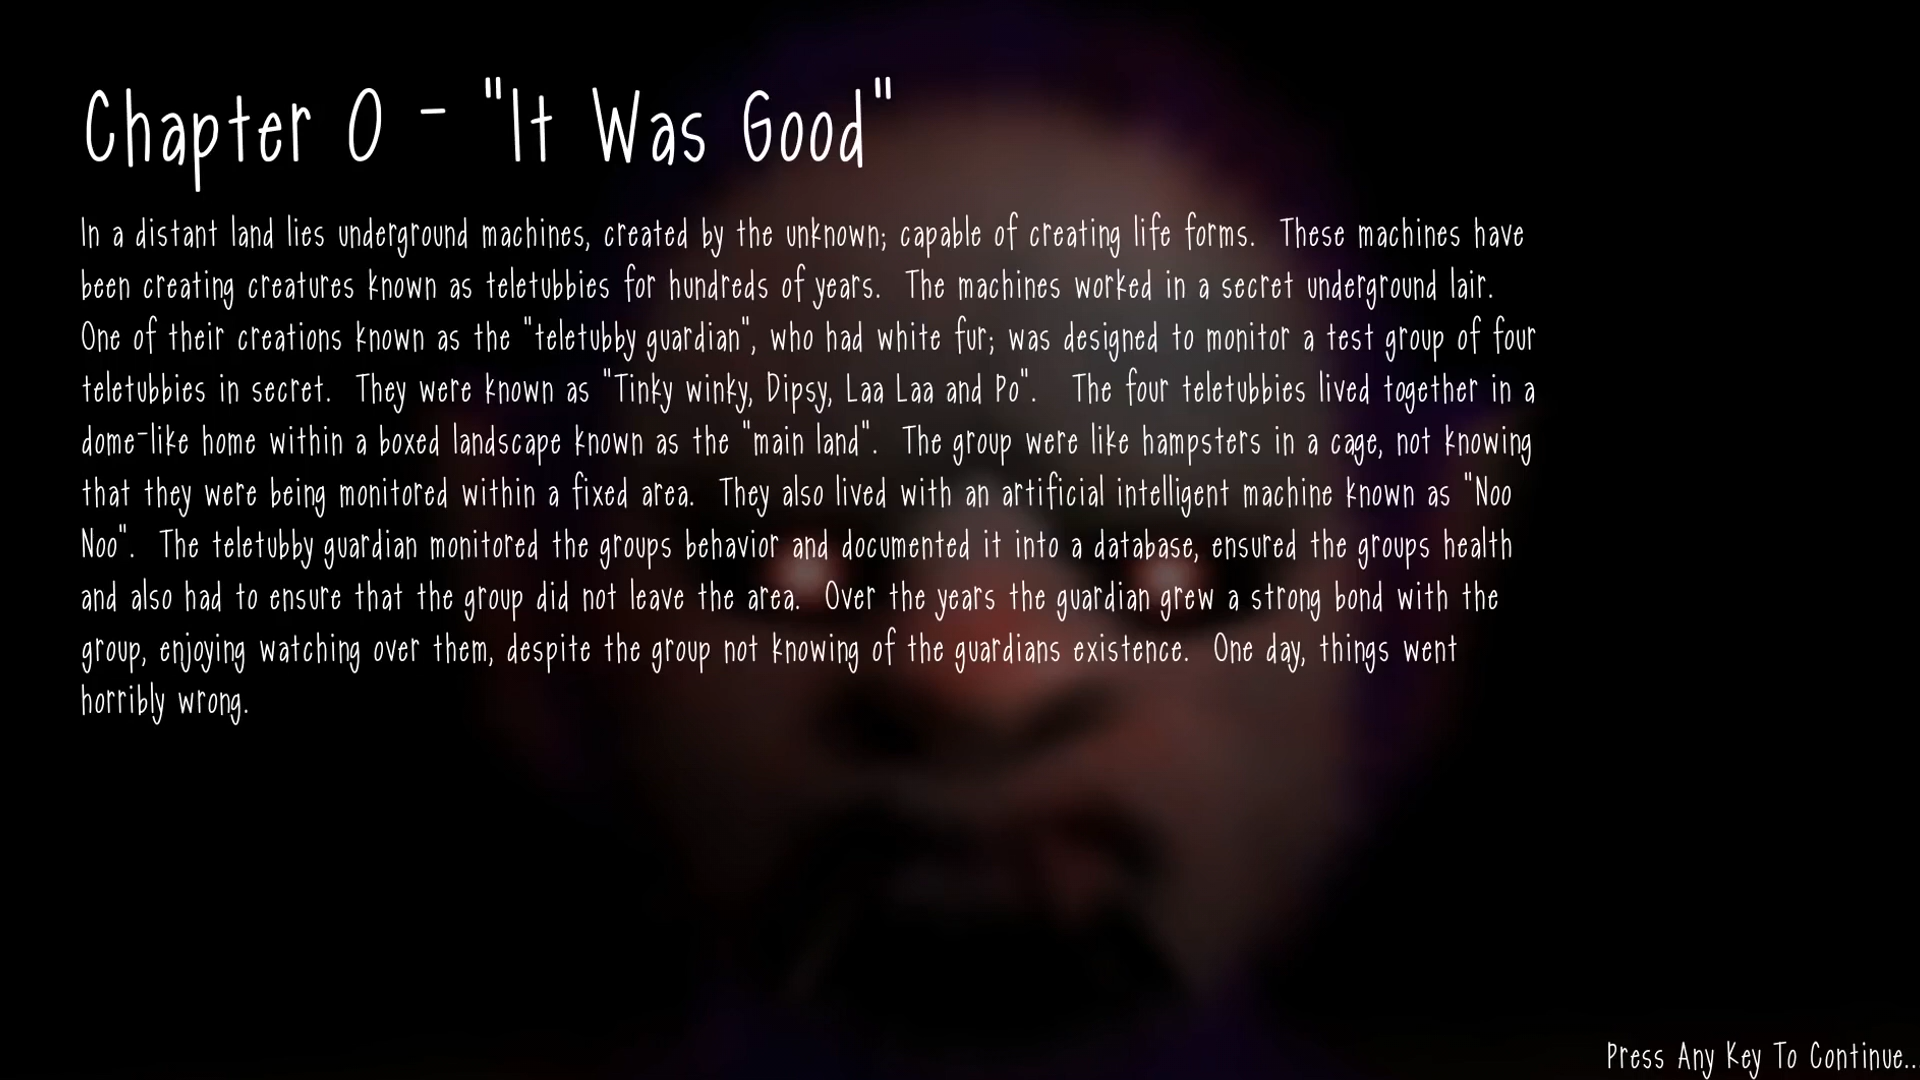 Chapter 0 - "It Was Good"
In a distant land lies underground machines, created by the unknown; capable of creating life forms.  These machines have
been creating creatures known as teletubbies for hundreds of years.  The machines worked in a secret underground lair.
One of their creations known as the "teletubby guardian", who had white fur; was designed to monitor a test group of four
teletubbies in secret.  They were known as "Tinky winky, Dipsy, Laa Laa and Po".   The four teletubbies lived together in a
dome-like home within a boxed landscape known as the "main land".  The group were like hampsters in a cage, not knowing
that they were being monitored within a fixed area.  They also lived with an artificial intelligent machine known as "Noo
Noo".  The teletubby guardian monitored the groups behavior and documented it into a database, ensured the groups health
and also had to ensure that the group did not leave the area.  Over the years the guardian grew a strong bond with the
group, enjoying watching over them, despite the group not knowing of the guardians existence.  One day, things went
horribly wrong.
Press Any Key To Continue..